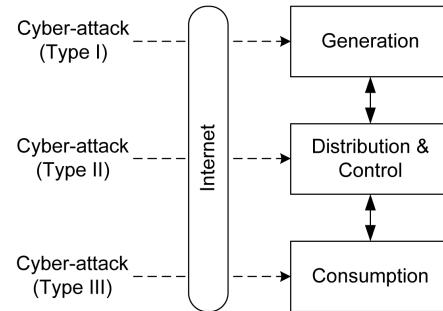 Cyber-attack
(Type I)
Generation
Cyber-attack
(Type II)
Internet
Distribution &
Control
Cyber-attack
(Type III)
Consumption